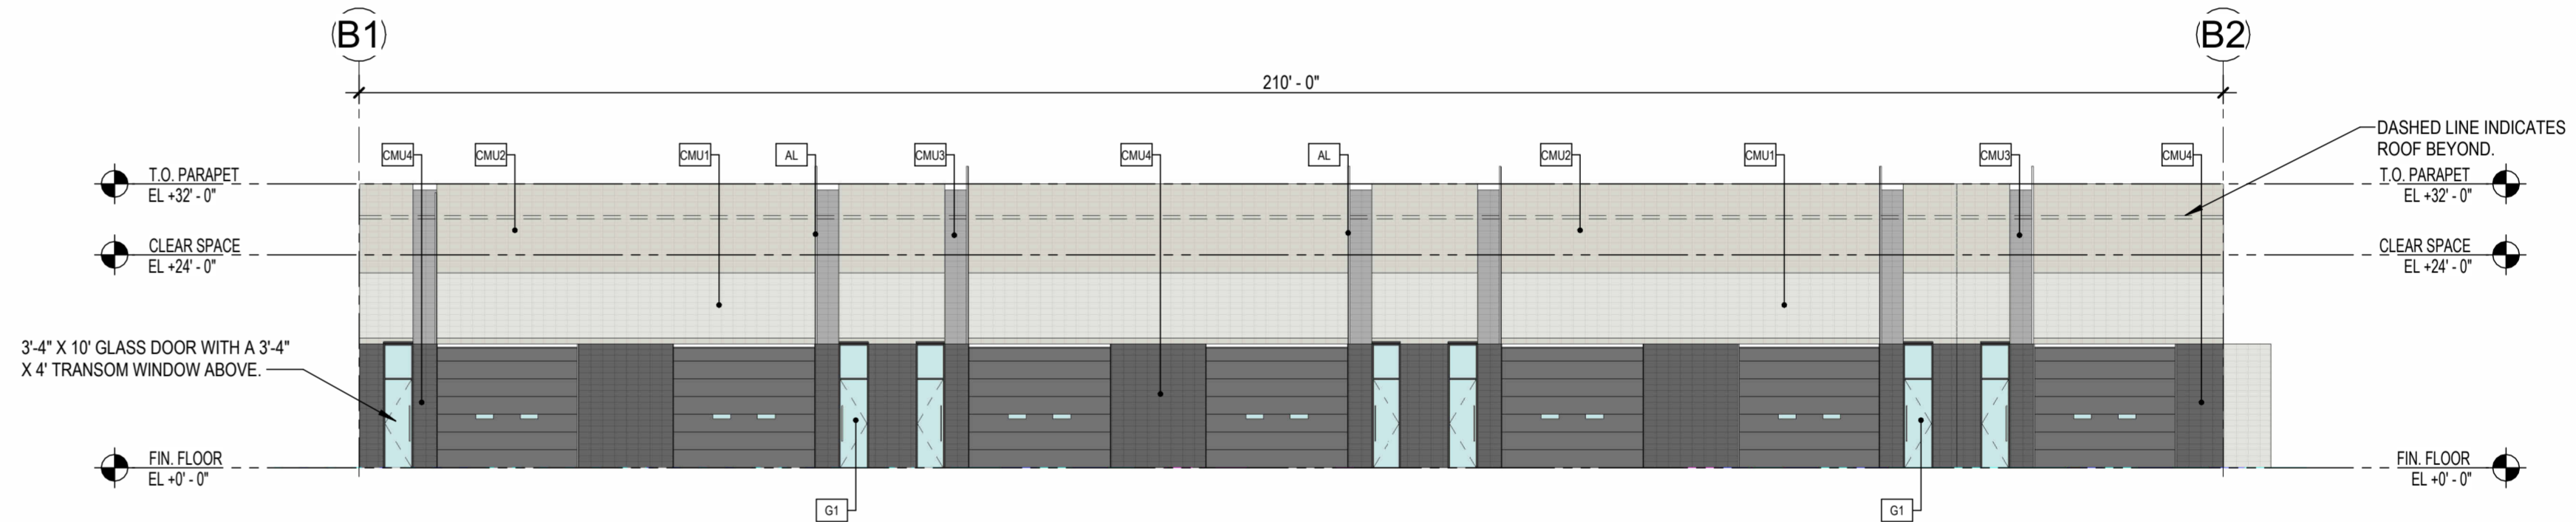 B1
B2
210' - 0"
DASHED LINE INDICATES
ROOF BEYOND.
CMU4
CMU2
CMU1
AL
CMU3
CMU4
AL
CMU2
CMU1
CMU3
CMU4
T.O. PARAPET
EL +32' - 0"
T.O. PARAPET
EL +32' - 0"
CLEAR SPACE
EL +24' - 0"
CLEAR SPACE
EL +24' - 0"
3'-4" X 10' GLASS DOOR WITH A 3'-4"
X 4' TRANSOM WINDOW ABOVE.
FIN. FLOOR
EL +0' - 0"
FIN. FLOOR
EL +0' - 0"
G1
G1